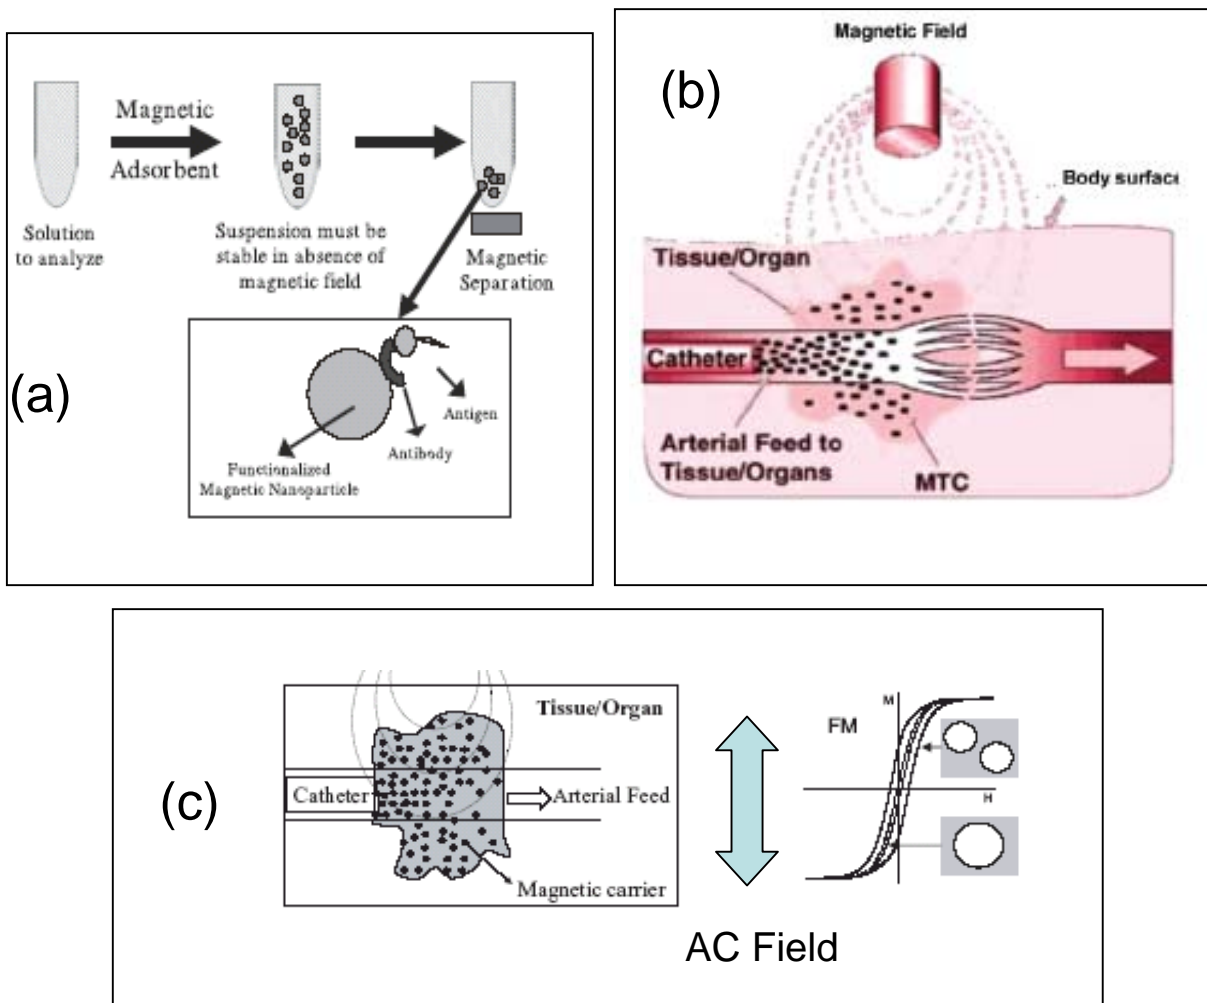 (a)
Magnetic
Adsorbent
Solution
to analyze
Suspension must be
stable in absence of
magnetic field
Magnetic
Separation
Antigen
Antibody
Functionalized
Magnetic Nanoparticle
(b)
Magnetic Field
Body surface
Tissue/Organ
Catheter
Arterial Feed to
Tissue/Organs
MTC
(c)
Tissue/Organ
Catheter
Arterial Feed
Magnetic carrier
AC Field
M
FM
H